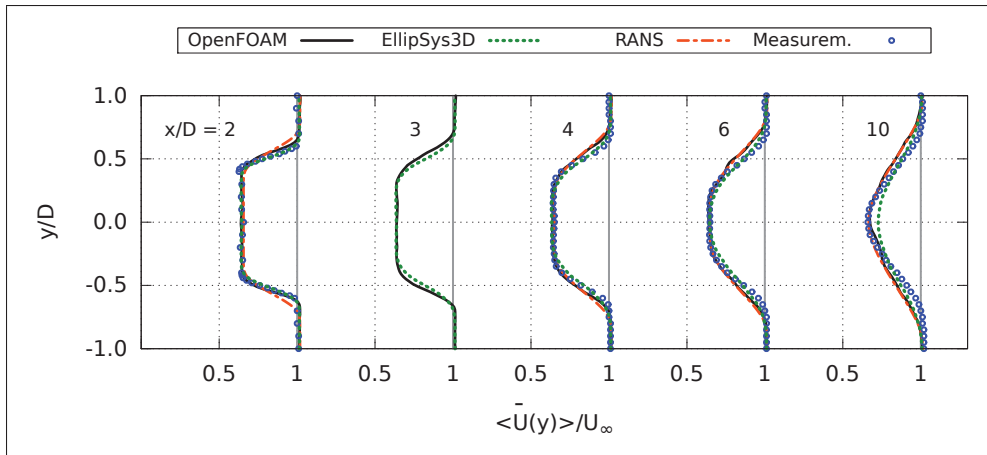 OpenFOAM EllipSys3D RANS Measurem.
1.0
x/D = 2 3 4 6 10
0.5
0.0
-0.5
-1.0
y/D
0.5 1 0.5 1 0.5 1 0.5 1 0.5 1
<Ū(y)>/U∞